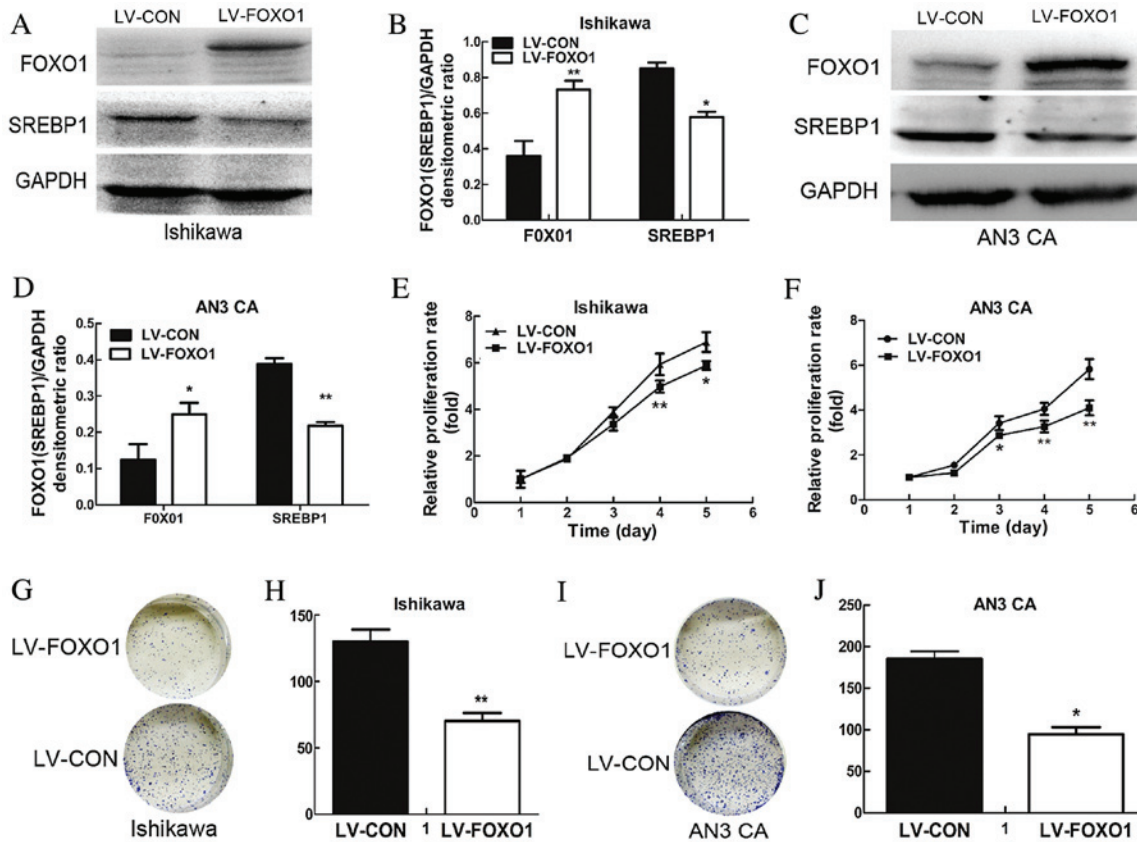 A
LV-CON LV-FOXO1
FOXO1
SREBP1
GAPDH
Ishikawa
B
Ishikawa
LV-CON
LV-FOXO1
FOXO1(SREBP1)/GAPDH
densitometric ratio
1.0
0.8
0.6
0.4
0.2
0.0
**
*
F0X01 SREBP1
C
LV-CON LV-FOXO1
FOXO1
SREBP1
GAPDH
AN3 CA
D
AN3 CA
LV-CON
LV-FOXO1
FOXO1(SREBP1)/GAPDH
densitometric ratio
0.4
0.3
0.2
0.1
0.0
*
**
F0X01 SREBP1
E
Ishikawa
LV-CON
LV-FOXO1
Relative proliferation rate
(fold)
8
6
4
2
0
**
*
0 1 2 3 4 5 6
Time (day)
F
AN3 CA
LV-CON
LV-FOXO1
Relative proliferation rate
(fold)
8
6
4
2
0
*
**
**
0 1 2 3 4 5 6
Time (day)
G
LV-FOXO1
LV-CON
Ishikawa
H
Ishikawa
150
100
50
0
**
LV-CON 1 LV-FOXO1
I
LV-FOXO1
LV-CON
AN3 CA
J
AN3 CA
250
200
150
100
50
0
*
LV-CON 1 LV-FOXO1